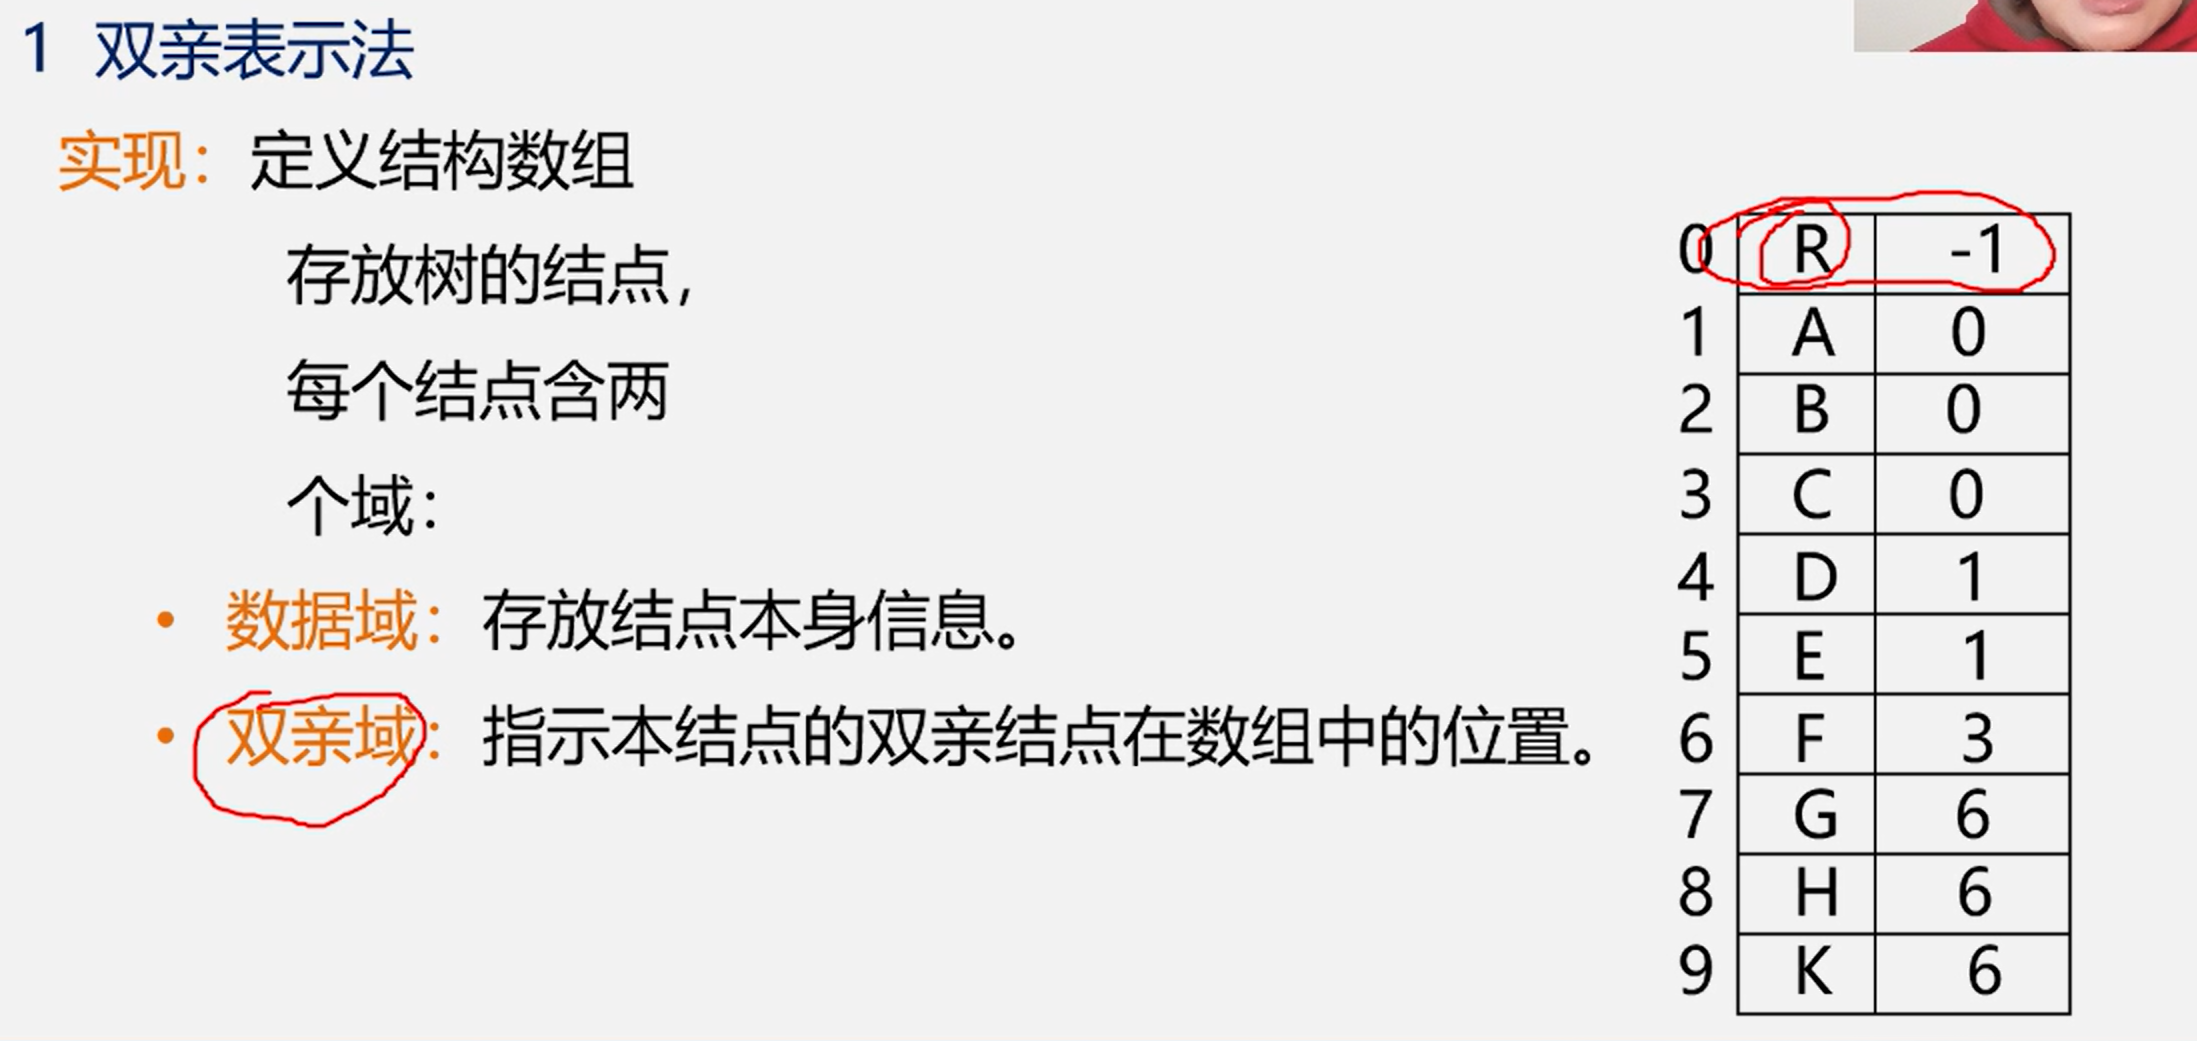 1 双亲表示法
实现：定义结构数组
存放树的结点，
每个结点含两
个域：
• 数据域：存放结点本身信息。
• 双亲域：指示本结点的双亲结点在数组中的位置。
0 R -1
1 A 0
2 B 0
3 C 0
4 D 1
5 E 1
6 F 3
7 G 6
8 H 6
9 K 6